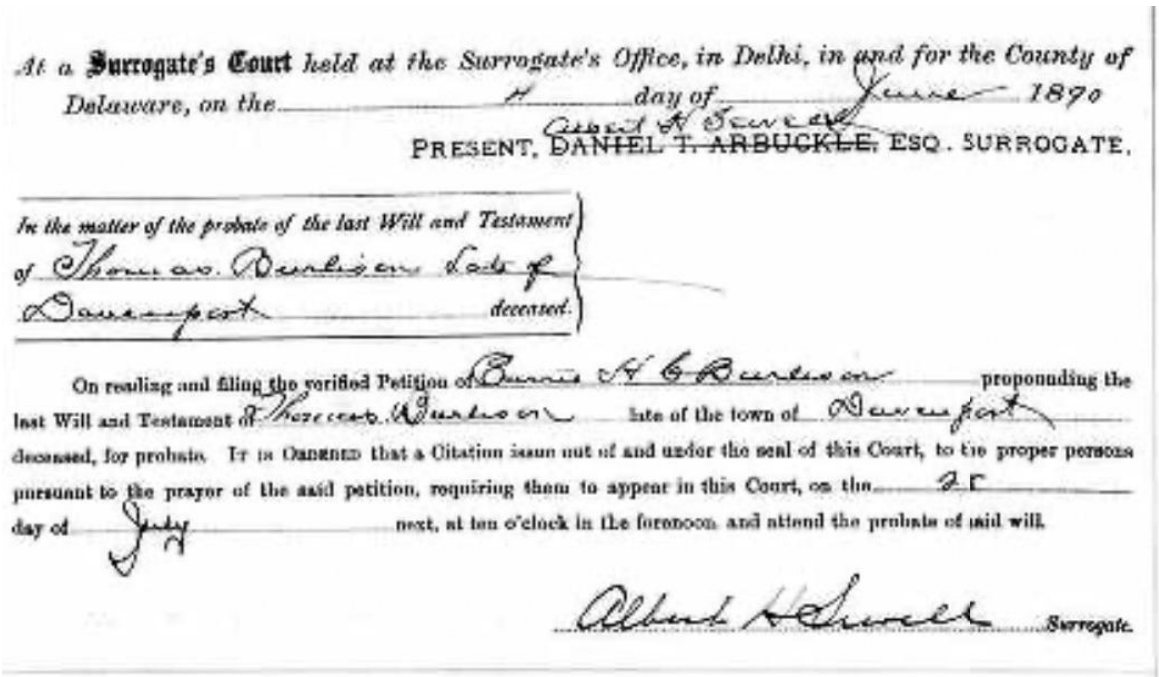 At a Surrogate's Court held at the Surrogate's Office, in Delhi, in and for the County of
Delaware, on the 4 day of June 1890
Albert H Sewell
PRESENT, DANIEL T. ARBUCKLE, ESQ. SURROGATE.
In the matter of the probate of the last Will and Testament
of Thomas Burlison Late of
Davenport deceased.
On reading and filing the verified Petition of H C Burlison propounding the
last Will and Testament of Thomas Burlison late of the town of Davenport
deceased, for probate. IT IS ORDERED that a Citation issue out of and under the seal of this Court, to the proper persons
pursuant to the prayer of the said petition, requiring them to appear in this Court, on the
day of July next, at ten o'clock in the forenoon and attend the probate of said will.
Albert H Sewell Surrogate.